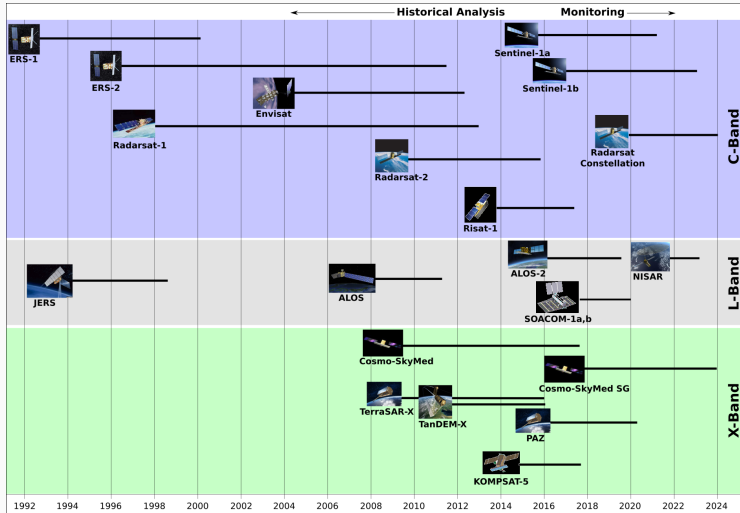 Historical Analysis
Monitoring
ERS-1
Sentinel-1a
ERS-2
Sentinel-1b
Envisat
Radarsat-1
Radarsat
Constellation
Radarsat-2
Risat-1
C-Band
ALOS-2
NISAR
JERS
ALOS
SOACOM-1a,b
L-Band
Cosmo-SkyMed
Cosmo-SkyMed SG
TerraSAR-X
TanDEM-X
PAZ
KOMPSAT-5
X-Band
1992 1994 1996 1998 2000 2002 2004 2006 2008 2010 2012 2014 2016 2018 2020 2022 2024